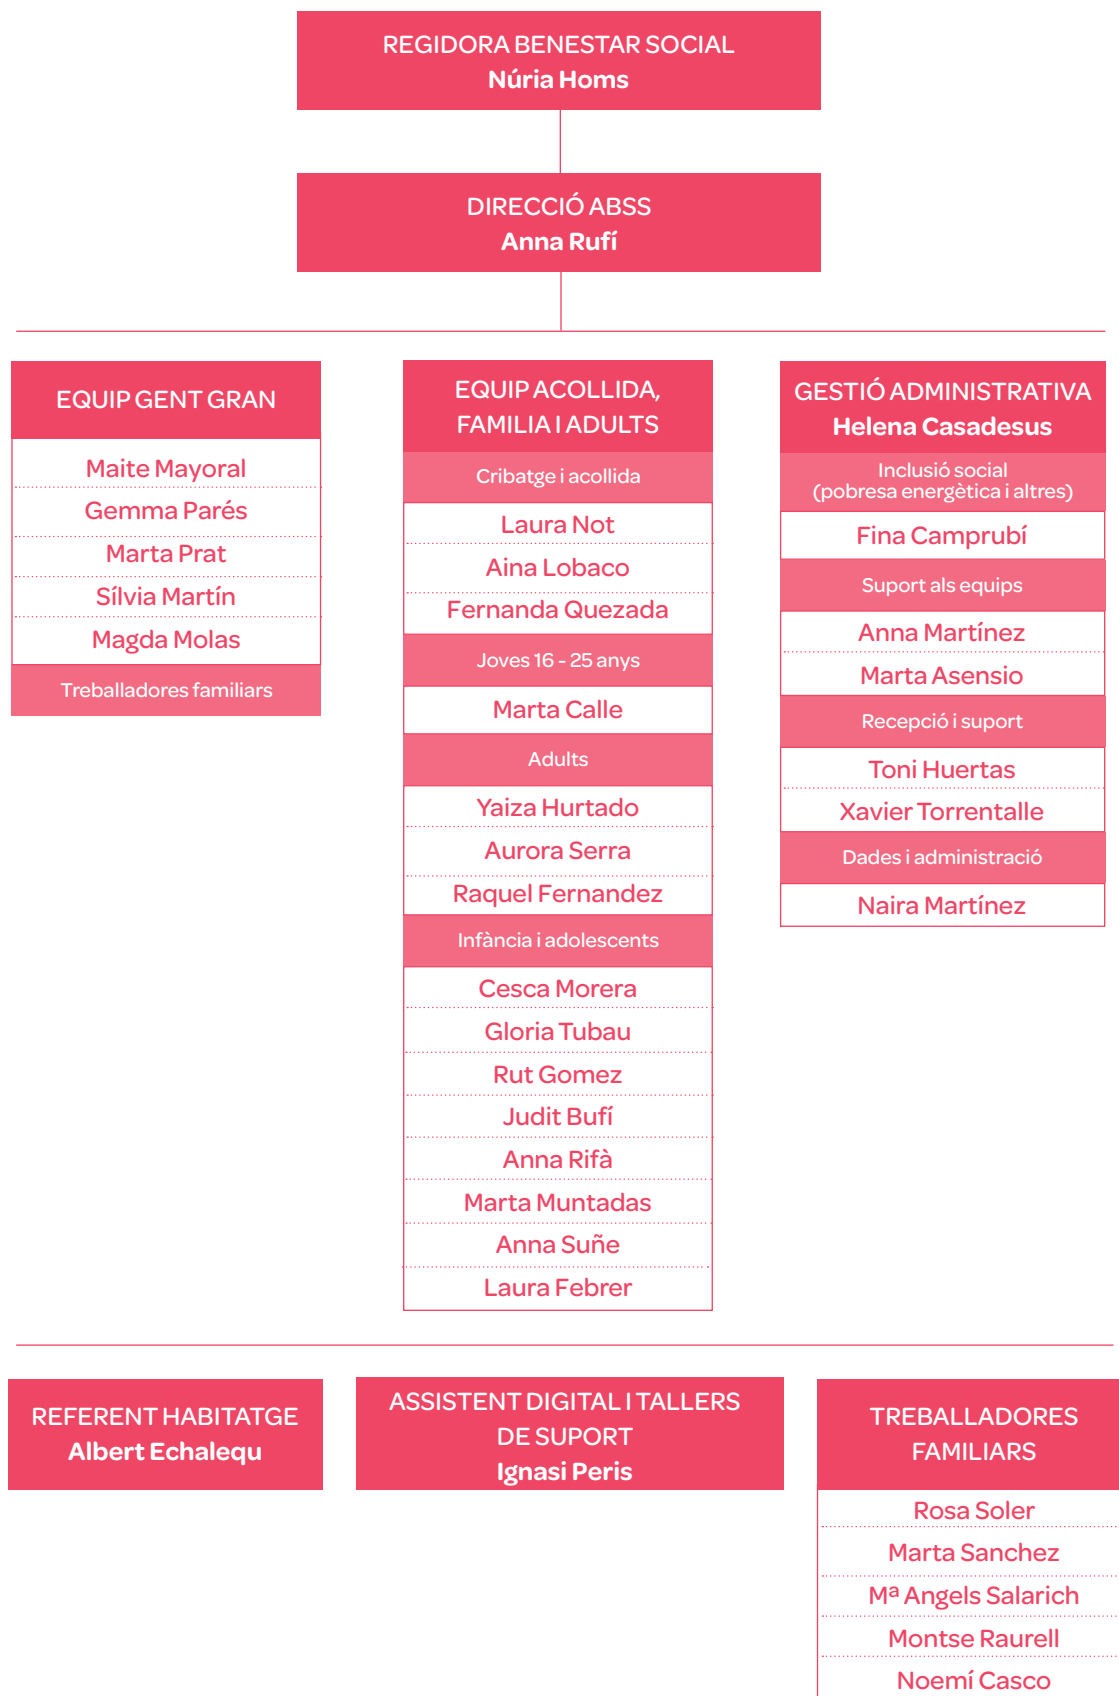 REGIDORA BENESTAR SOCIAL
Núria Homs
DIRECCIÓ ABSS
Anna Rufí
EQUIP GENT GRAN
Maite Mayoral
Gemma Parés
Marta Prat
Sílvia Martín
Magda Molas
Treballadores familiars
EQUIP ACOLLIDA,
FAMILIA I ADULTS
Cribatge i acollida
Laura Not
Aina Lobaco
Fernanda Quezada
Joves 16 - 25 anys
Marta Calle
Adults
Yaiza Hurtado
Aurora Serra
Raquel Fernandez
Infància i adolescents
Cesca Morera
Gloria Tubau
Rut Gomez
Judit Bufí
Anna Rifà
Marta Muntadas
Anna Suñe
Laura Febrer
GESTIÓ ADMINISTRATIVA
Helena Casadesus
Inclusió social
(pobresa energètica i altres)
Fina Camprubí
Suport als equips
Anna Martínez
Marta Asensio
Recepció i suport
Toni Huertas
Xavier Torrentalle
Dades i administració
Naira Martínez
REFERENT HABITATGE
Albert Echalequ
ASSISTENT DIGITAL I TALLERS
DE SUPORT
Ignasi Peris
TREBALLADORES
FAMILIARS
Rosa Soler
Marta Sanchez
Mª Angels Salarich
Montse Raurell
Noemí Casco